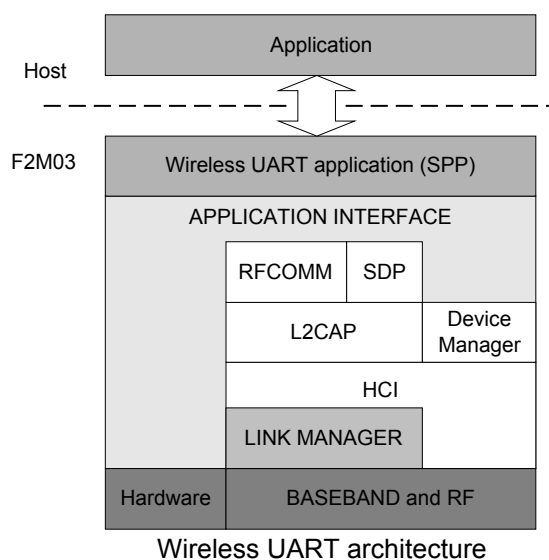 Application
Host
F2M03
Wireless UART application (SPP)
APPLICATION INTERFACE
RFCOMM
SDP
L2CAP
Device
Manager
HCI
LINK MANAGER
Hardware
BASEBAND and RF
Wireless UART architecture